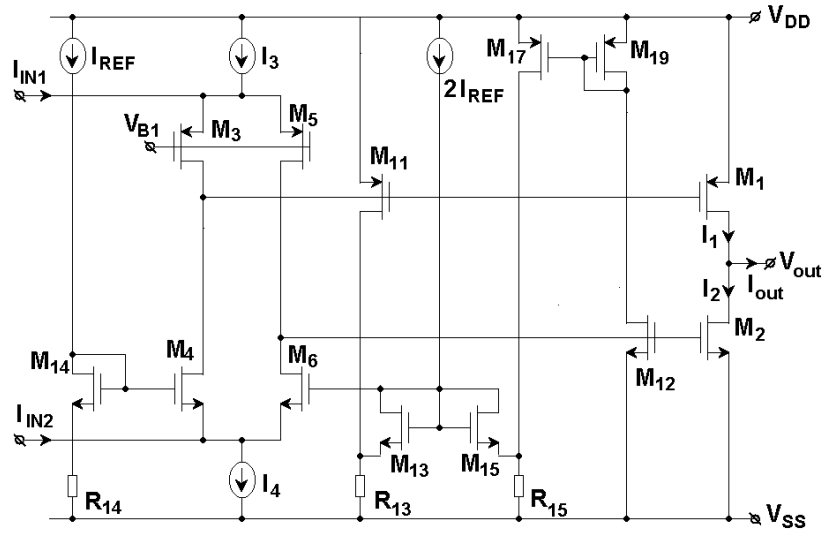 V_DD
I_REF
I_3
M_17
M_19
I_IN1
2I_REF
V_B1
M_3
M_5
M_11
M_1
I_1
V_out
I_out
I_2
M_14
M_4
M_6
M_2
M_12
I_IN2
M_13
M_15
R_14
I_4
R_13
R_15
V_SS